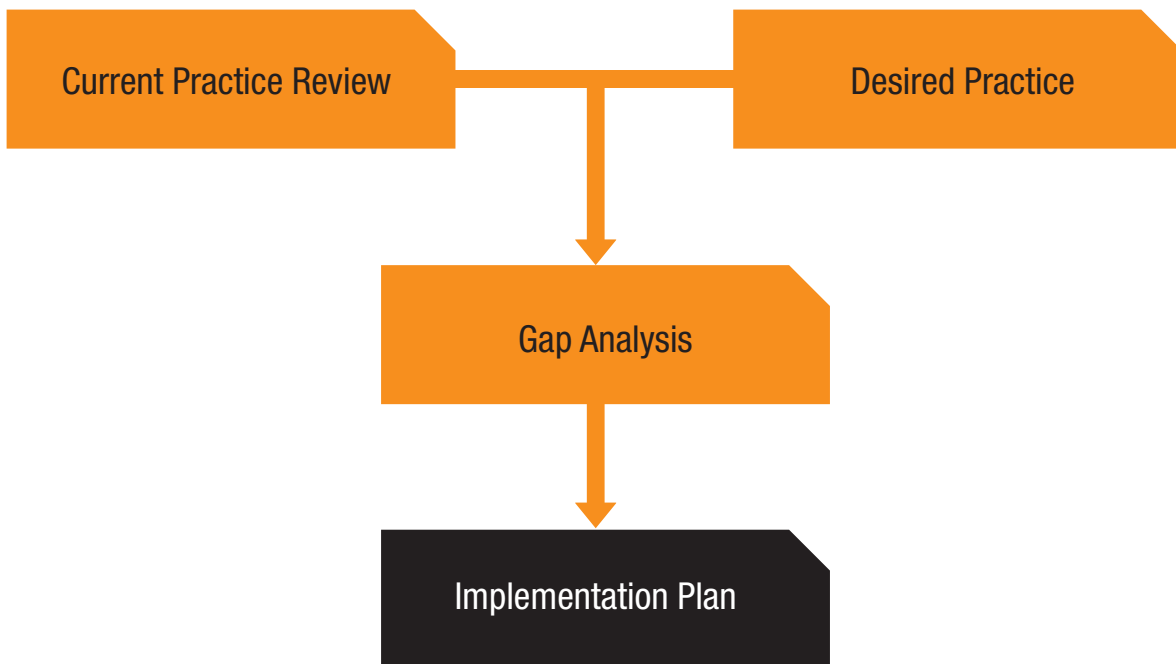 Current Practice Review
Desired Practice
Gap Analysis
Implementation Plan